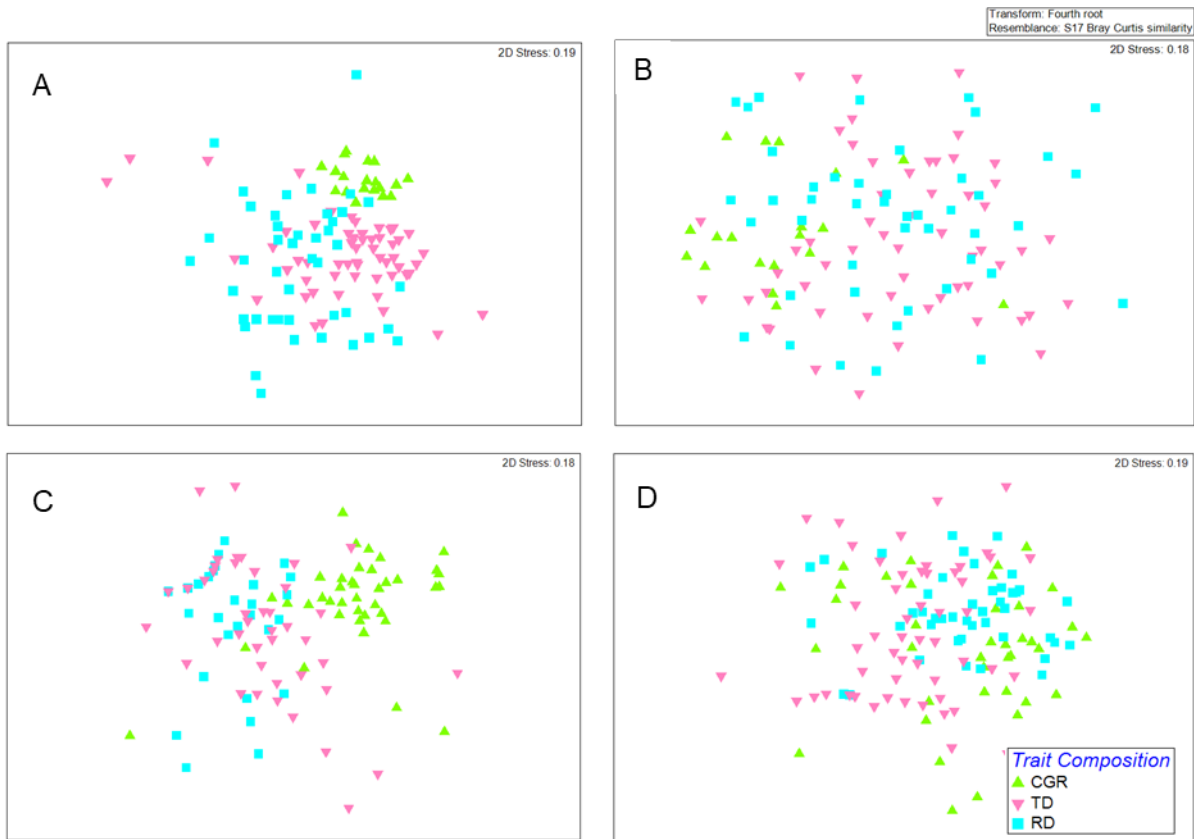 Transform: Fourth root
Resemblance: S17 Bray Curtis similarity
2D Stress: 0.19
A
2D Stress: 0.18
B
2D Stress: 0.18
C
2D Stress: 0.19
D
Trait Composition
CGR
TD
RD